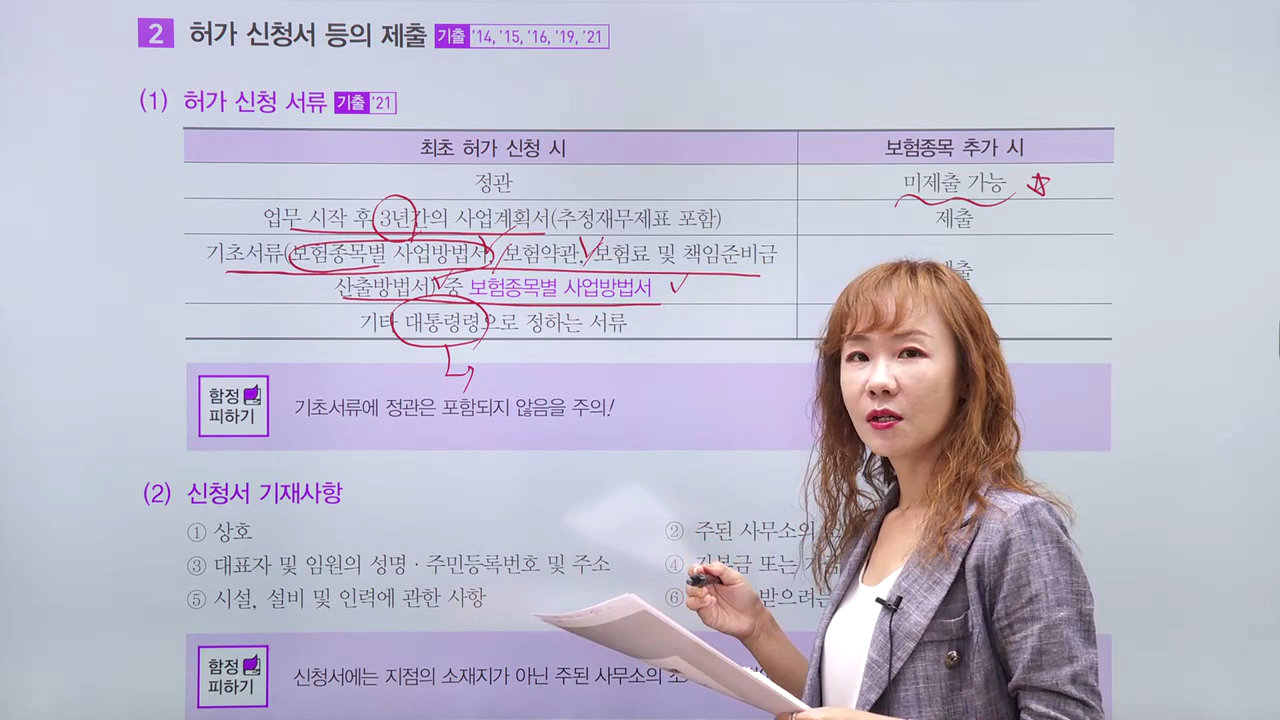 2 허가 신청서 등의 제출 기출 '14, '15, '16, '19, '21
(1) 허가 신청 서류 기출 '21
최초 허가 신청 시 보험종목 추가 시
정관 미제출 가능
업무 시작 후 3년간의 사업계획서(추정재무제표 포함) 제출
기초서류(보험종목별 사업방법서, 보험약관, 보험료 및 책임준비금
산출방법서) 중 보험종목별 사업방법서
기타 대통령령으로 정하는 서류
함정 피하기 기초서류에 정관은 포함되지 않음을 주의!
(2) 신청서 기재사항
① 상호 ② 주된 사무소의
③ 대표자 및 임원의 성명·주민등록번호 및 주소 ④ 자본금 또는
⑤ 시설, 설비 및 인력에 관한 사항 ⑥ 받으려는
함정 피하기 신청서에는 지점의 소재지가 아닌 주된 사무소의